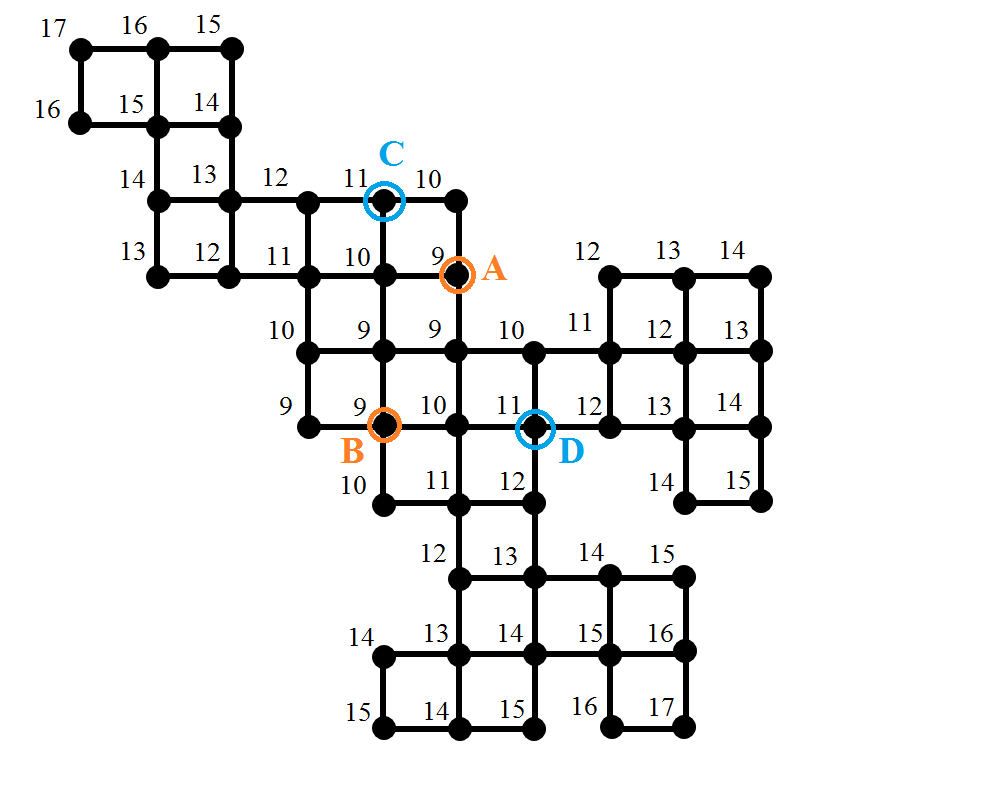 17 16 15
16 15 14
C
14 13 12 11 10
13 12 11 10 9 A 12 13 14
10 9 9 10 11 12 13
9 9 10 11 12 13 14
B D
10 11 12 14 15
12 13 14 15
14 13 14 15 16
15 14 15 16 17